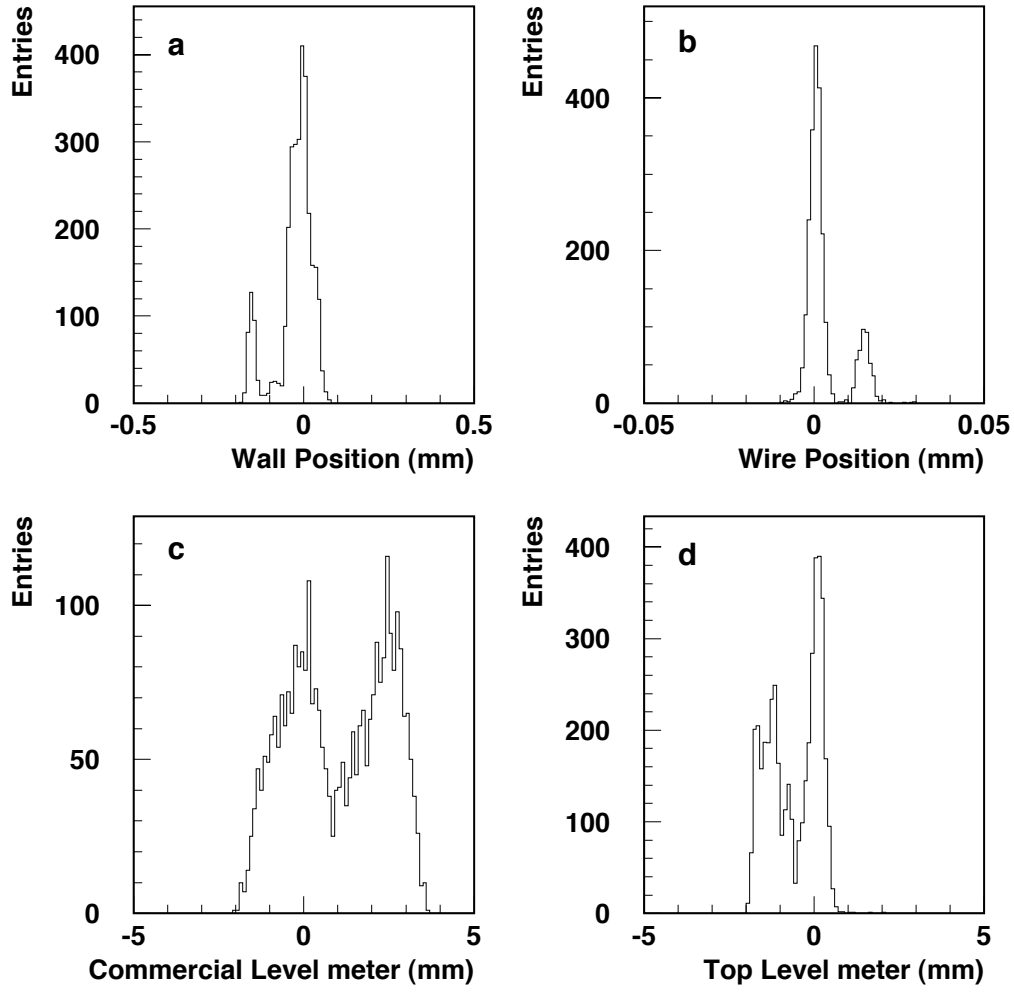 Entries
a
400
300
200
100
0
-0.5 0 0.5
Wall Position (mm)
Entries
b
400
200
0
-0.05 0 0.05
Wire Position (mm)
Entries
c
100
50
0
-5 0 5
Commercial Level meter (mm)
Entries
d
400
300
200
100
0
-5 0 5
Top Level meter (mm)